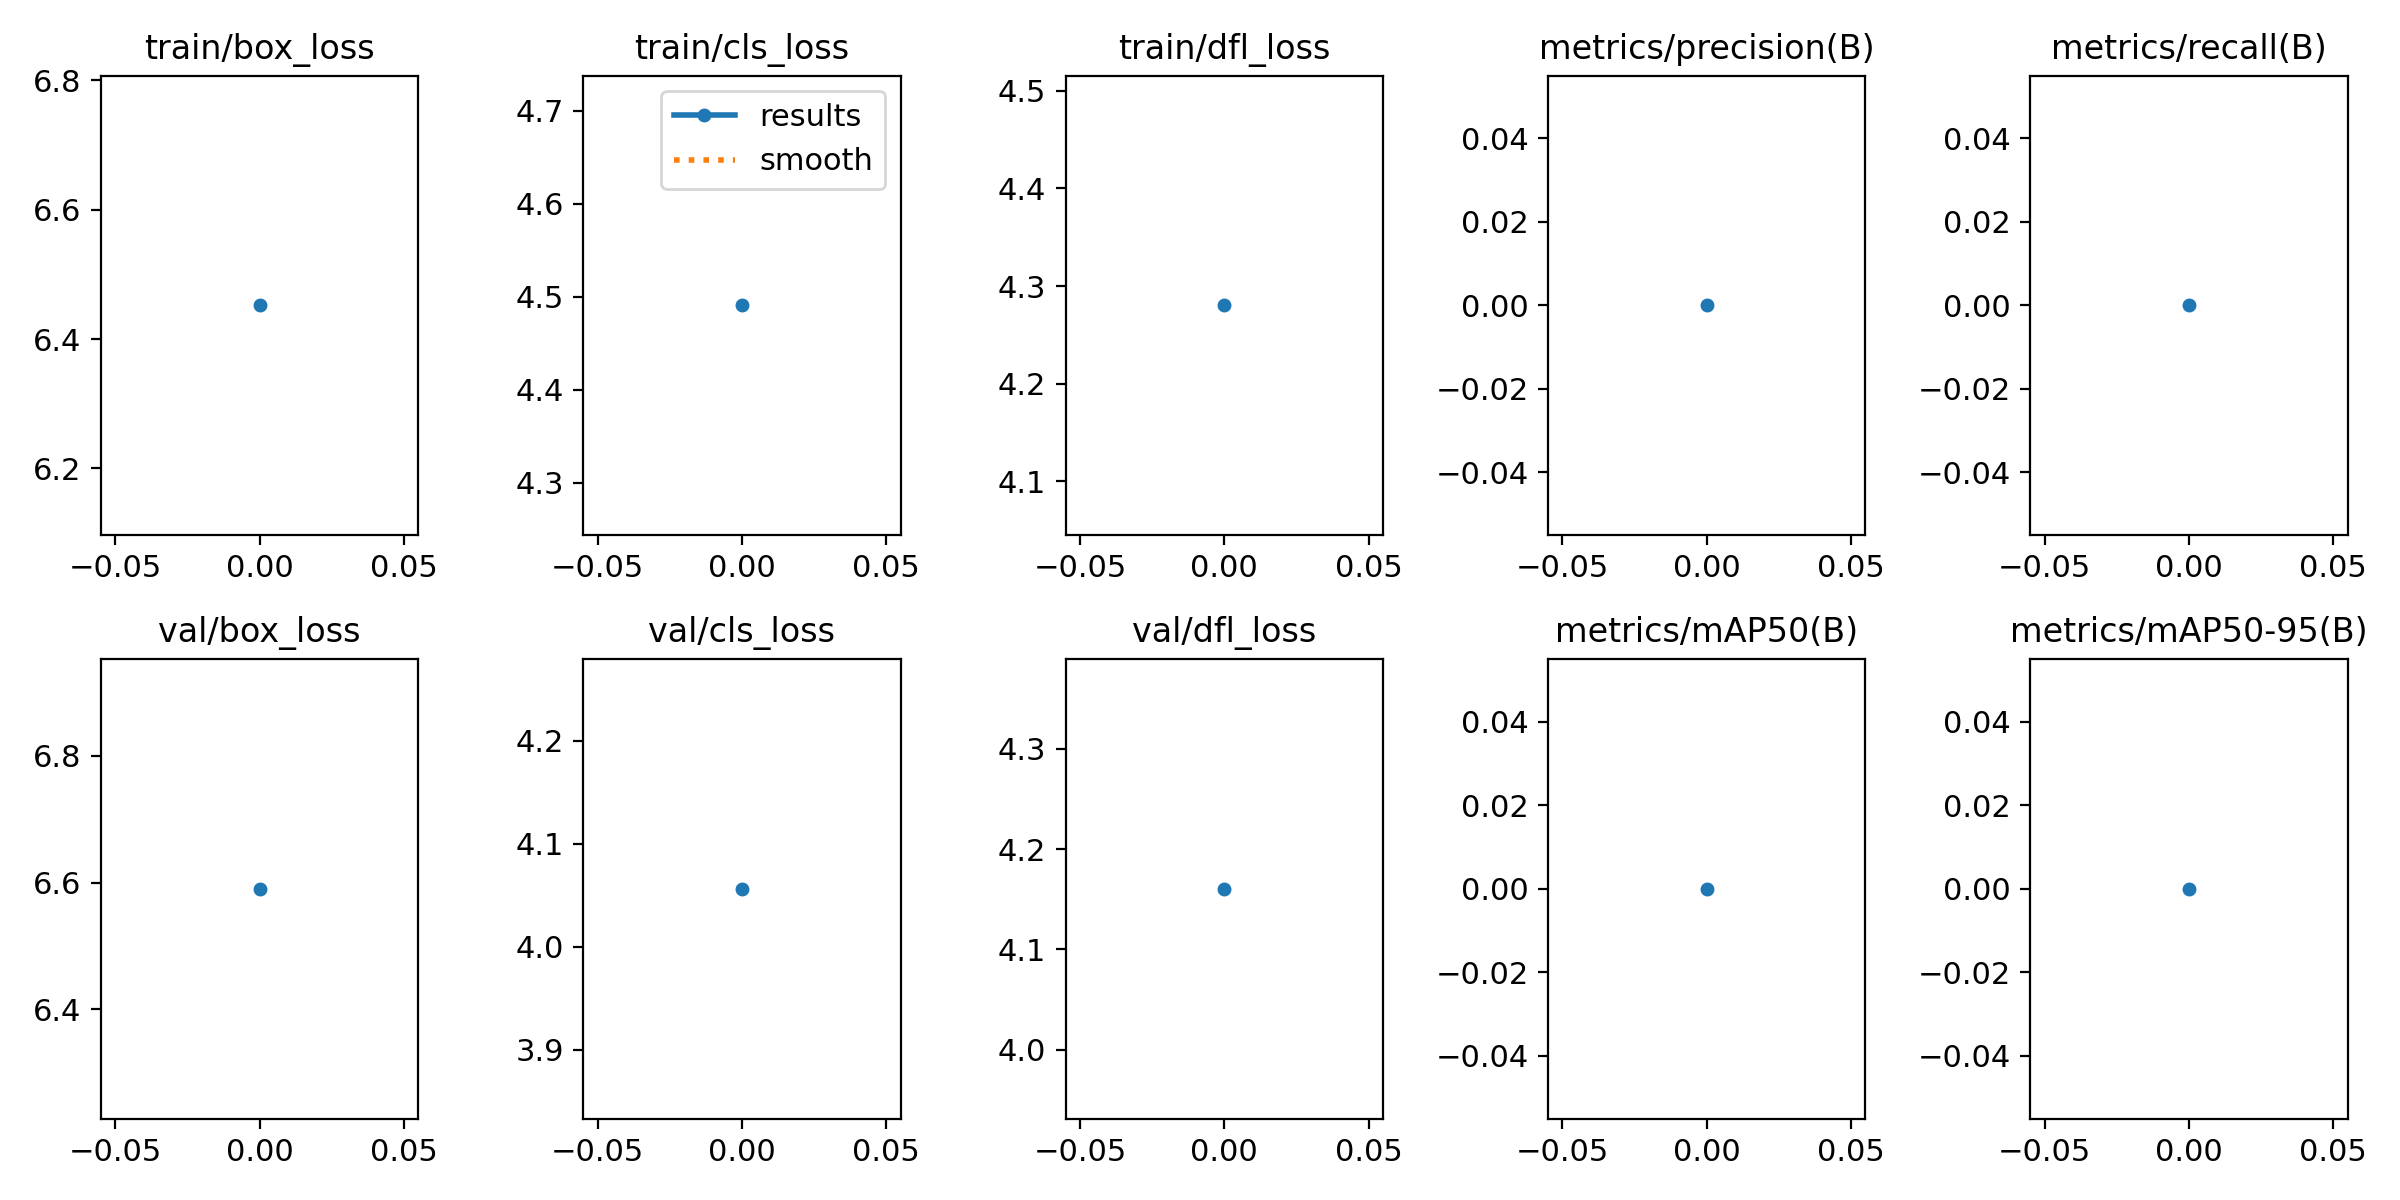 train/box_loss
6.8
6.6
6.4
6.2
−0.05 0.00 0.05
train/cls_loss
results
smooth
4.7
4.6
4.5
4.4
4.3
−0.05 0.00 0.05
train/dfl_loss
4.5
4.4
4.3
4.2
4.1
−0.05 0.00 0.05
metrics/precision(B)
0.04
0.02
0.00
−0.02
−0.04
−0.05 0.00 0.05
metrics/recall(B)
0.04
0.02
0.00
−0.02
−0.04
−0.05 0.00 0.05
val/box_loss
6.8
6.6
6.4
−0.05 0.00 0.05
val/cls_loss
4.2
4.1
4.0
3.9
−0.05 0.00 0.05
val/dfl_loss
4.3
4.2
4.1
4.0
−0.05 0.00 0.05
metrics/mAP50(B)
0.04
0.02
0.00
−0.02
−0.04
−0.05 0.00 0.05
metrics/mAP50-95(B)
0.04
0.02
0.00
−0.02
−0.04
−0.05 0.00 0.05